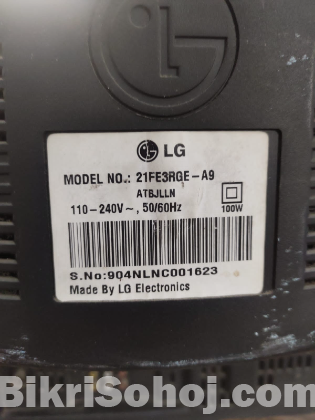 LG
MODEL NO.: 21FE3RGE-A9
ATBJLLN
110-240V~, 50/60Hz
100W
S.No:904NLNC001623
Made By LG Electronics
BikriSohoj.com